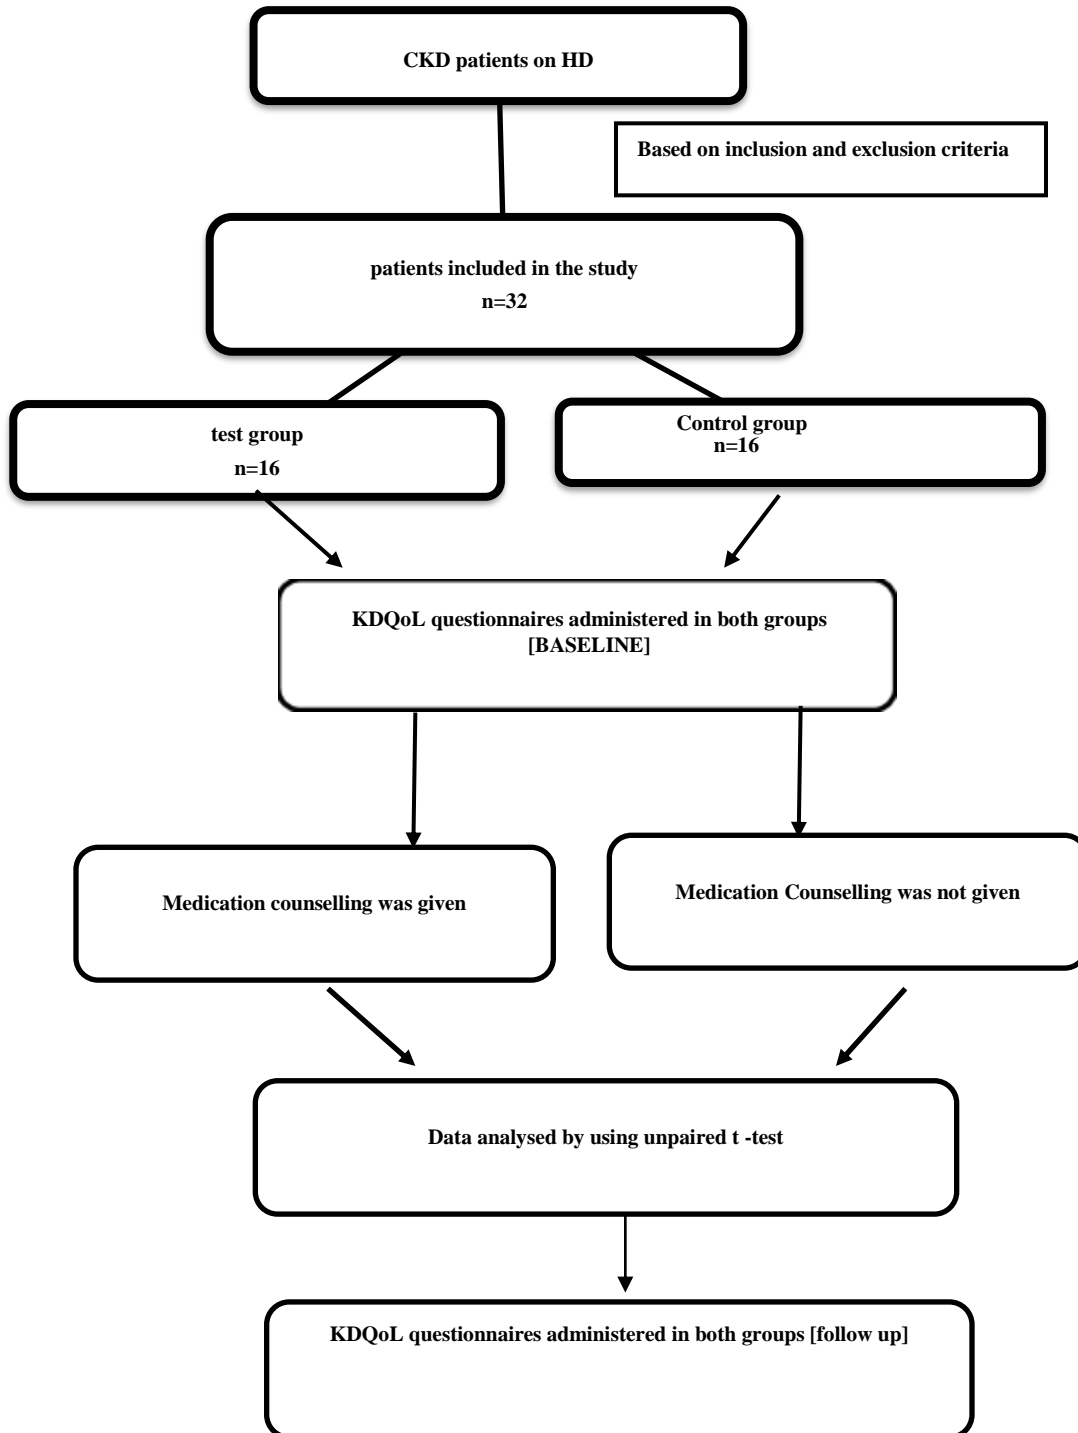 CKD patients on HD
Based on inclusion and exclusion criteria
patients included in the study
n=32
test group
n=16
Control group
n=16
KDQoL questionnaires administered in both groups
[BASELINE]
Medication counselling was given
Medication Counselling was not given
Data analysed by using unpaired t -test
KDQoL questionnaires administered in both groups [follow up]